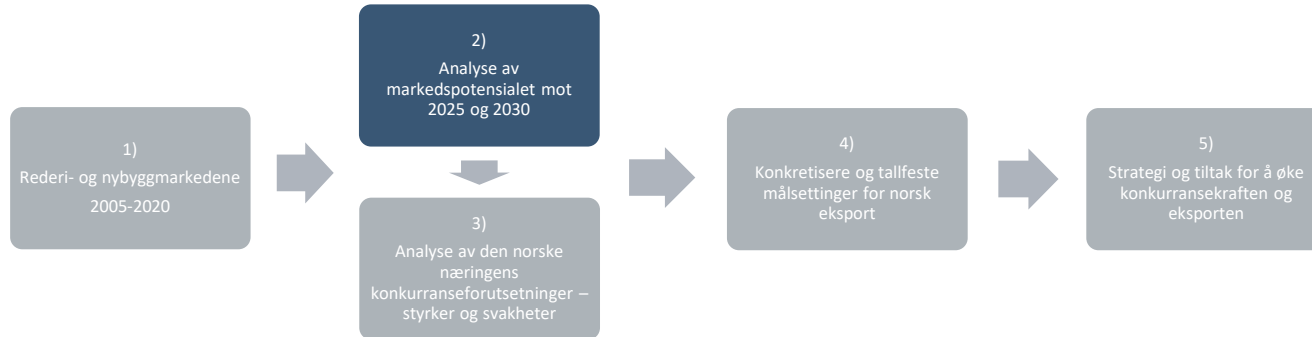 1)
Rederi- og nybyggmarkedene
2005-2020
2)
Analyse av
markedspotensialet mot
2025 og 2030
3)
Analyse av den norske
næringens
konkurranseforutsetninger –
styrker og svakheter
4)
Konkretisere og tallfeste
målsettinger for norsk
eksport
5)
Strategi og tiltak for å øke
konkurransekraften og
eksporten